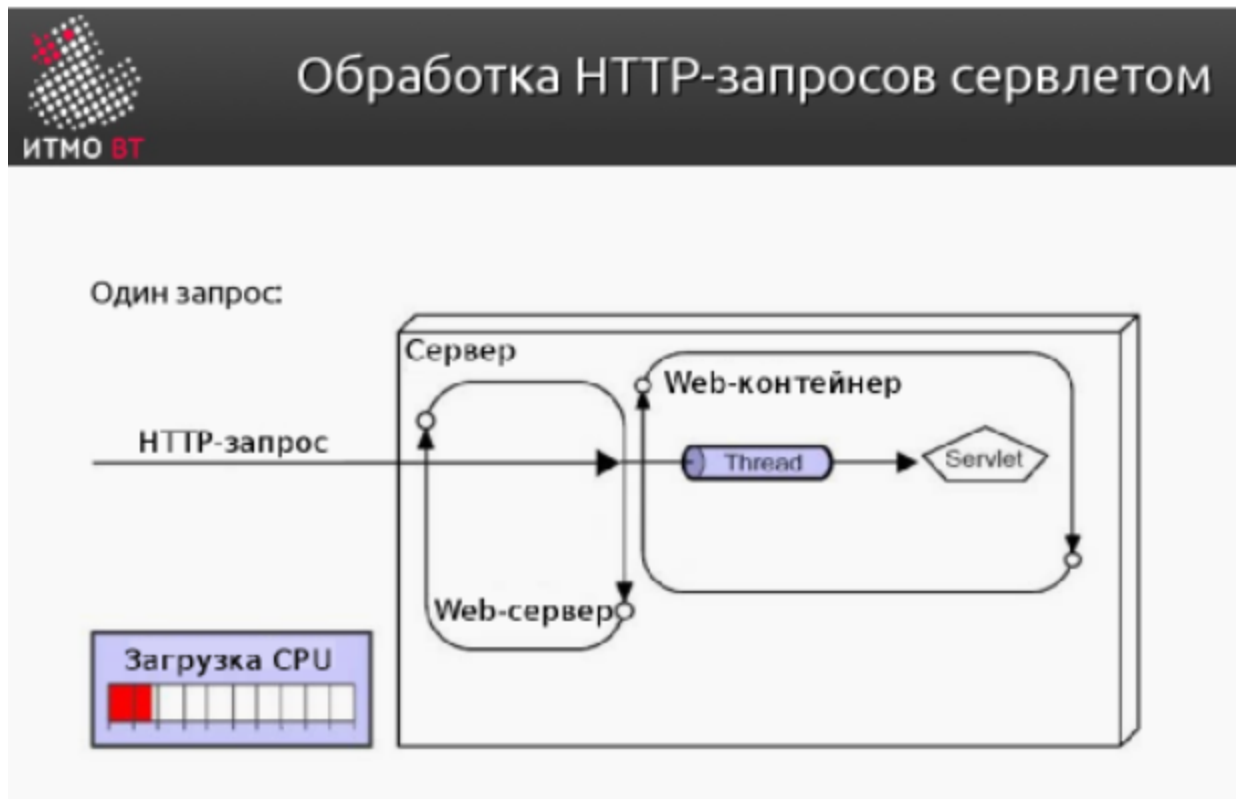 Обработка HTTP-запросов сервлетом
ИТМО ВТ
Один запрос:
Сервер
Web-контейнер
HTTP-запрос
Thread
Servlet
Web-сервер
Загрузка CPU